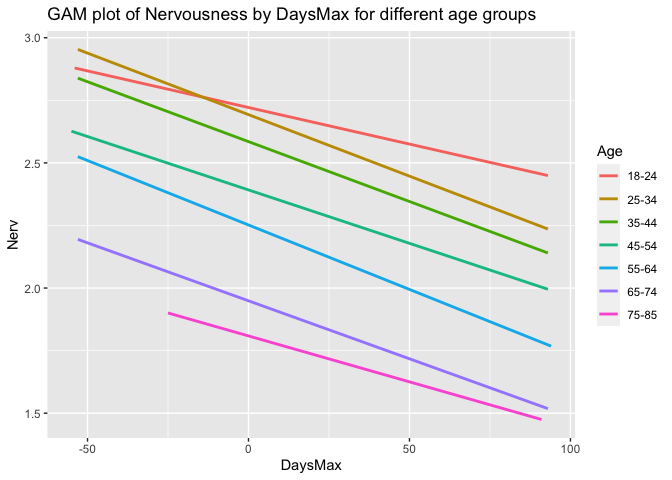 GAM plot of Nervousness by DaysMax for different age groups
3.0
2.5
2.0
1.5
Nerv
-50 0 50 100
DaysMax
Age
18-24
25-34
35-44
45-54
55-64
65-74
75-85